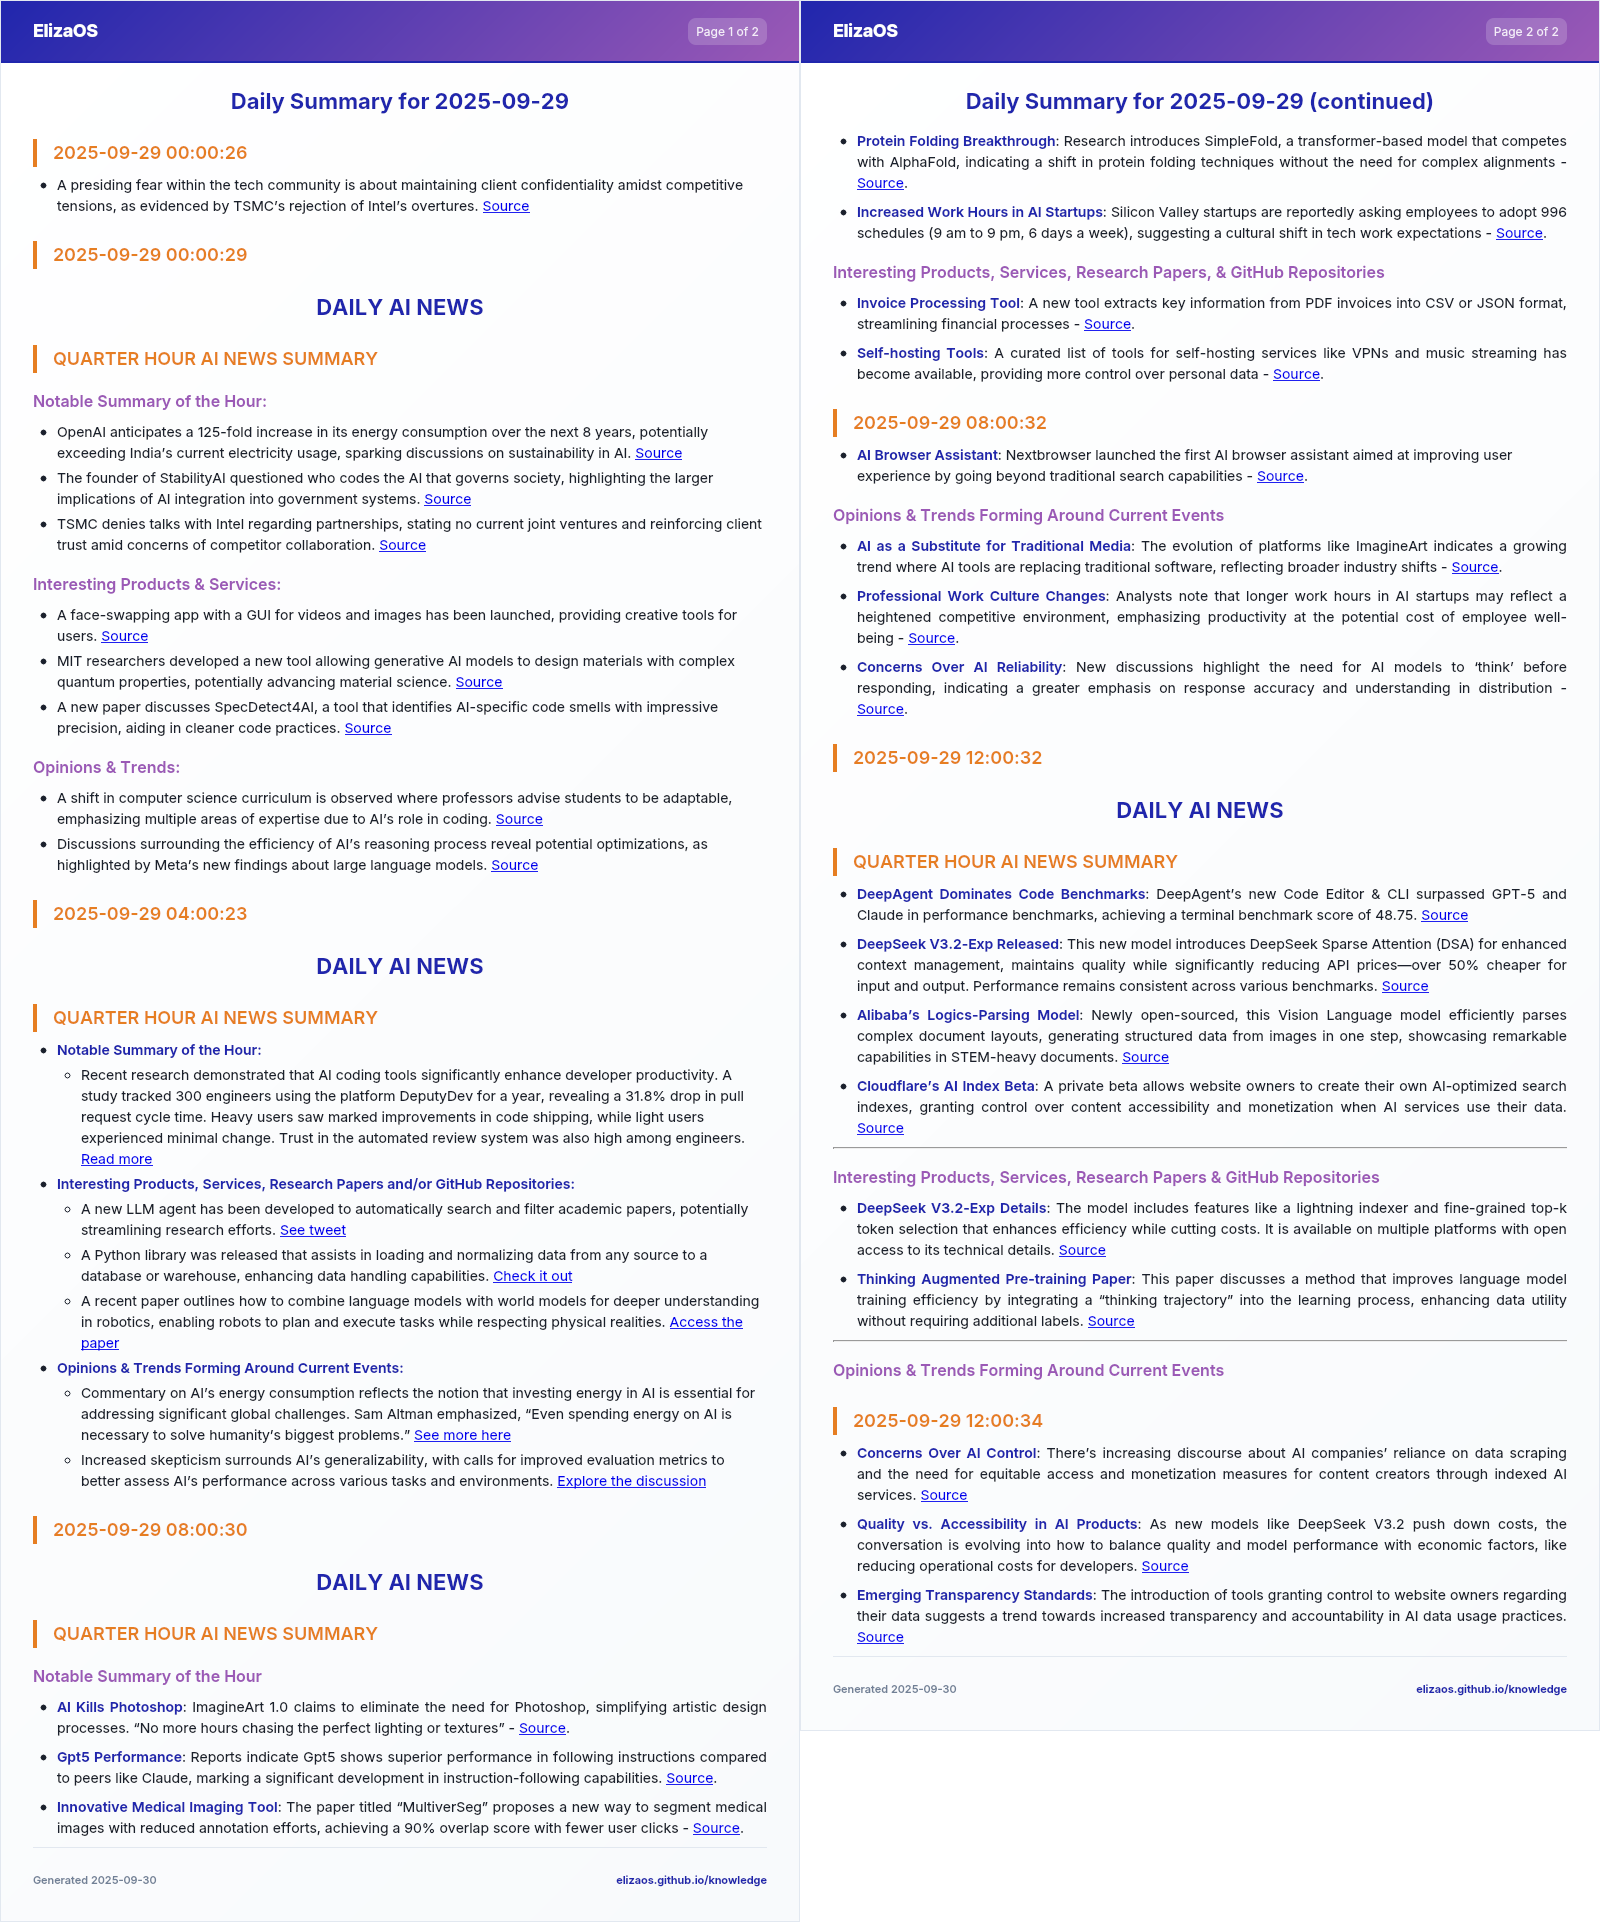 ElizaOS
Page 1 of 2
Daily Summary for 2025-09-29
2025-09-29 00:00:26
• A presiding fear within the tech community is about maintaining client confidentiality amidst competitive
tensions, as evidenced by TSMC’s rejection of Intel’s overtures. Source
2025-09-29 00:00:29
DAILY AI NEWS
QUARTER HOUR AI NEWS SUMMARY
Notable Summary of the Hour:
• OpenAI anticipates a 125-fold increase in its energy consumption over the next 8 years, potentially
exceeding India’s current electricity usage, sparking discussions on sustainability in AI. Source
• The founder of StabilityAI questioned who codes the AI that governs society, highlighting the larger
implications of AI integration into government systems. Source
• TSMC denies talks with Intel regarding partnerships, stating no current joint ventures and reinforcing client
trust amid concerns of competitor collaboration. Source
Interesting Products & Services:
• A face-swapping app with a GUI for videos and images has been launched, providing creative tools for
users. Source
• MIT researchers developed a new tool allowing generative AI models to design materials with complex
quantum properties, potentially advancing material science. Source
• A new paper discusses SpecDetect4AI, a tool that identifies AI-specific code smells with impressive
precision, aiding in cleaner code practices. Source
Opinions & Trends:
• A shift in computer science curriculum is observed where professors advise students to be adaptable,
emphasizing multiple areas of expertise due to AI’s role in coding. Source
• Discussions surrounding the efficiency of AI’s reasoning process reveal potential optimizations, as
highlighted by Meta’s new findings about large language models. Source
2025-09-29 04:00:23
DAILY AI NEWS
QUARTER HOUR AI NEWS SUMMARY
• Notable Summary of the Hour:
◦ Recent research demonstrated that AI coding tools significantly enhance developer productivity. A
study tracked 300 engineers using the platform DeputyDev for a year, revealing a 31.8% drop in pull
request cycle time. Heavy users saw marked improvements in code shipping, while light users
experienced minimal change. Trust in the automated review system was also high among engineers.
Read more
• Interesting Products, Services, Research Papers and/or GitHub Repositories:
◦ A new LLM agent has been developed to automatically search and filter academic papers, potentially
streamlining research efforts. See tweet
◦ A Python library was released that assists in loading and normalizing data from any source to a
database or warehouse, enhancing data handling capabilities. Check it out
◦ A recent paper outlines how to combine language models with world models for deeper understanding
in robotics, enabling robots to plan and execute tasks while respecting physical realities. Access the
paper
• Opinions & Trends Forming Around Current Events:
◦ Commentary on AI’s energy consumption reflects the notion that investing energy in AI is essential for
addressing significant global challenges. Sam Altman emphasized, “Even spending energy on AI is
necessary to solve humanity’s biggest problems.” See more here
◦ Increased skepticism surrounds AI’s generalizability, with calls for improved evaluation metrics to
better assess AI’s performance across various tasks and environments. Explore the discussion
2025-09-29 08:00:30
DAILY AI NEWS
QUARTER HOUR AI NEWS SUMMARY
Notable Summary of the Hour
• AI Kills Photoshop: ImagineArt 1.0 claims to eliminate the need for Photoshop, simplifying artistic design
processes. “No more hours chasing the perfect lighting or textures” - Source.
• Gpt5 Performance: Reports indicate Gpt5 shows superior performance in following instructions compared
to peers like Claude, marking a significant development in instruction-following capabilities. Source.
• Innovative Medical Imaging Tool: The paper titled “MultiverSeg” proposes a new way to segment medical
images with reduced annotation efforts, achieving a 90% overlap score with fewer user clicks - Source.
Generated 2025-09-30
elizaos.github.io/knowledge
ElizaOS
Page 2 of 2
Daily Summary for 2025-09-29 (continued)
• Protein Folding Breakthrough: Research introduces SimpleFold, a transformer-based model that competes
with AlphaFold, indicating a shift in protein folding techniques without the need for complex alignments -
Source.
• Increased Work Hours in AI Startups: Silicon Valley startups are reportedly asking employees to adopt 996
schedules (9 am to 9 pm, 6 days a week), suggesting a cultural shift in tech work expectations - Source.
Interesting Products, Services, Research Papers, & GitHub Repositories
• Invoice Processing Tool: A new tool extracts key information from PDF invoices into CSV or JSON format,
streamlining financial processes - Source.
• Self-hosting Tools: A curated list of tools for self-hosting services like VPNs and music streaming has
become available, providing more control over personal data - Source.
2025-09-29 08:00:32
• AI Browser Assistant: Nextbrowser launched the first AI browser assistant aimed at improving user
experience by going beyond traditional search capabilities - Source.
Opinions & Trends Forming Around Current Events
• AI as a Substitute for Traditional Media: The evolution of platforms like ImagineArt indicates a growing
trend where AI tools are replacing traditional software, reflecting broader industry shifts - Source.
• Professional Work Culture Changes: Analysts note that longer work hours in AI startups may reflect a
heightened competitive environment, emphasizing productivity at the potential cost of employee well-
being - Source.
• Concerns Over AI Reliability: New discussions highlight the need for AI models to ‘think’ before
responding, indicating a greater emphasis on response accuracy and understanding in distribution -
Source.
2025-09-29 12:00:32
DAILY AI NEWS
QUARTER HOUR AI NEWS SUMMARY
• DeepAgent Dominates Code Benchmarks: DeepAgent’s new Code Editor & CLI surpassed GPT-5 and
Claude in performance benchmarks, achieving a terminal benchmark score of 48.75. Source
• DeepSeek V3.2-Exp Released: This new model introduces DeepSeek Sparse Attention (DSA) for enhanced
context management, maintains quality while significantly reducing API prices—over 50% cheaper for
input and output. Performance remains consistent across various benchmarks. Source
• Alibaba’s Logics-Parsing Model: Newly open-sourced, this Vision Language model efficiently parses
complex document layouts, generating structured data from images in one step, showcasing remarkable
capabilities in STEM-heavy documents. Source
• Cloudflare’s AI Index Beta: A private beta allows website owners to create their own AI-optimized search
indexes, granting control over content accessibility and monetization when AI services use their data.
Source
Interesting Products, Services, Research Papers & GitHub Repositories
• DeepSeek V3.2-Exp Details: The model includes features like a lightning indexer and fine-grained top-k
token selection that enhances efficiency while cutting costs. It is available on multiple platforms with open
access to its technical details. Source
• Thinking Augmented Pre-training Paper: This paper discusses a method that improves language model
training efficiency by integrating a “thinking trajectory” into the learning process, enhancing data utility
without requiring additional labels. Source
Opinions & Trends Forming Around Current Events
2025-09-29 12:00:34
• Concerns Over AI Control: There’s increasing discourse about AI companies’ reliance on data scraping
and the need for equitable access and monetization measures for content creators through indexed AI
services. Source
• Quality vs. Accessibility in AI Products: As new models like DeepSeek V3.2 push down costs, the
conversation is evolving into how to balance quality and model performance with economic factors, like
reducing operational costs for developers. Source
• Emerging Transparency Standards: The introduction of tools granting control to website owners regarding
their data suggests a trend towards increased transparency and accountability in AI data usage practices.
Source
Generated 2025-09-30
elizaos.github.io/knowledge